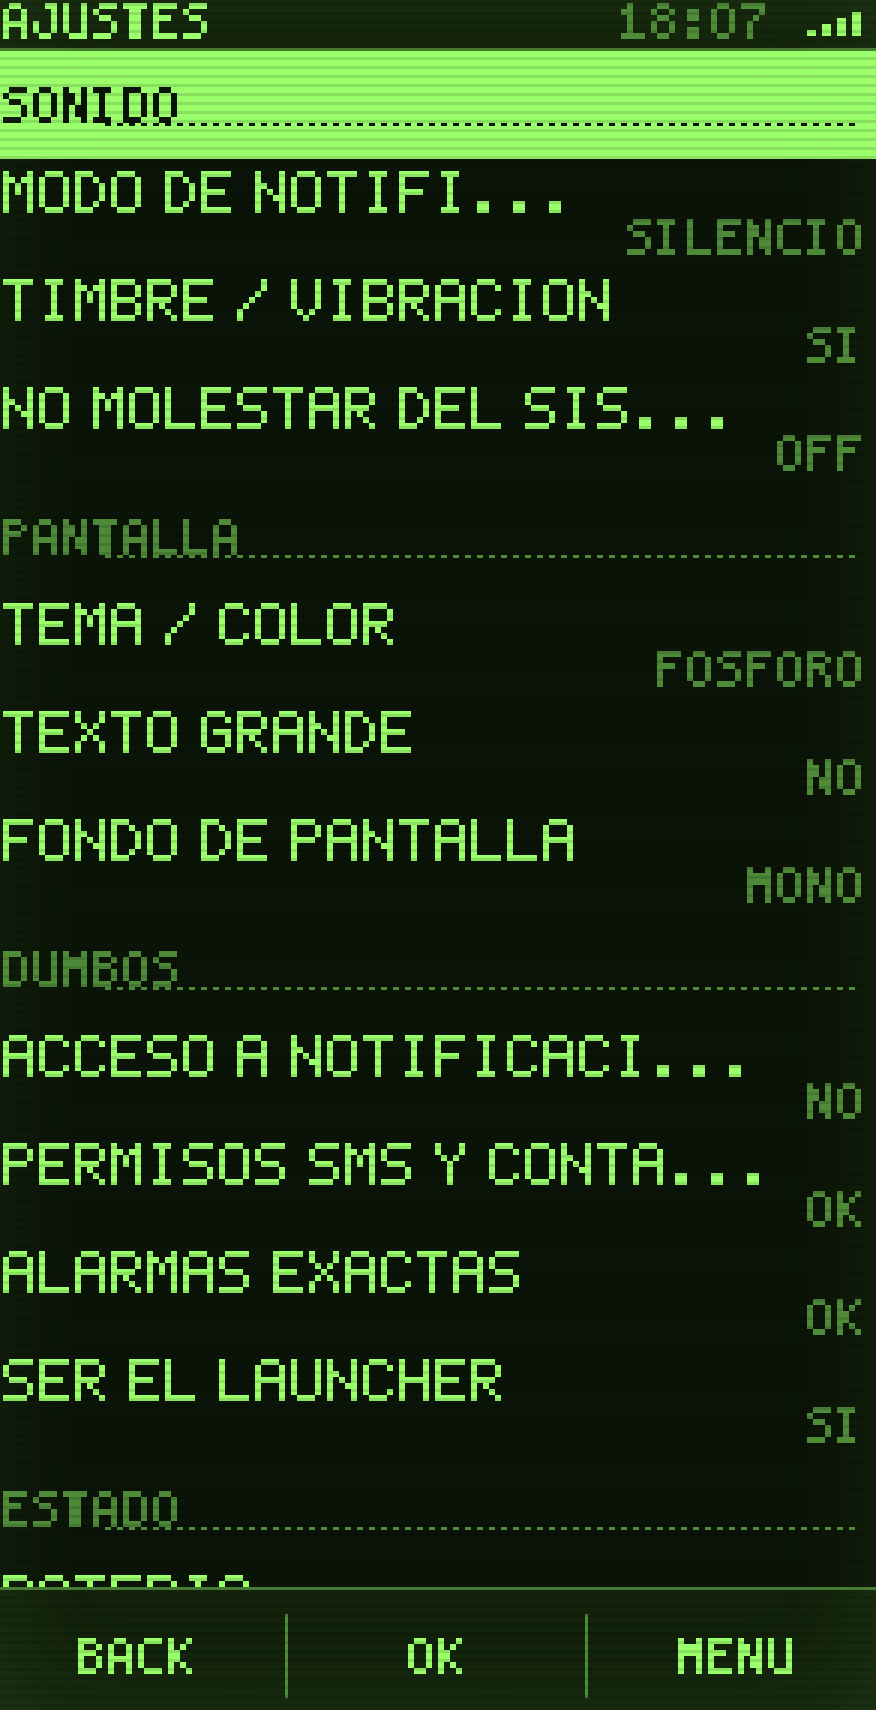 AJUSTES 18:07
SONIDO
MODO DE NOTIFI...
SILENCIO
TIMBRE / VIBRACION
SI
NO MOLESTAR DEL SIS...
OFF
PANTALLA
TEMA / COLOR
FOSFORO
TEXTO GRANDE
NO
FONDO DE PANTALLA
MONO
DUMBOS
ACCESO A NOTIFICACI...
NO
PERMISOS SMS Y CONTA...
OK
ALARMAS EXACTAS
OK
SER EL LAUNCHER
SI
ESTADO
BACK OK MENU